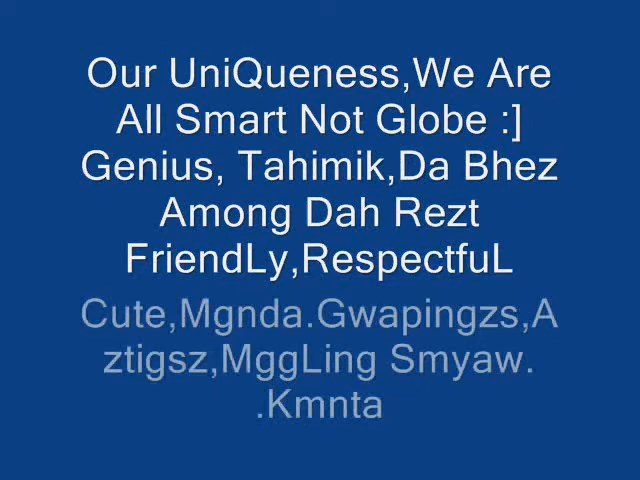 Our UniQueness,We Are
All Smart Not Globe :]
Genius, Tahimik,Da Bhez
Among Dah Rezt
FriendLy,RespectfuL
Cute,Mgnda.Gwapingzs,A
ztigsz,MggLing Smyaw.
.Kmnta